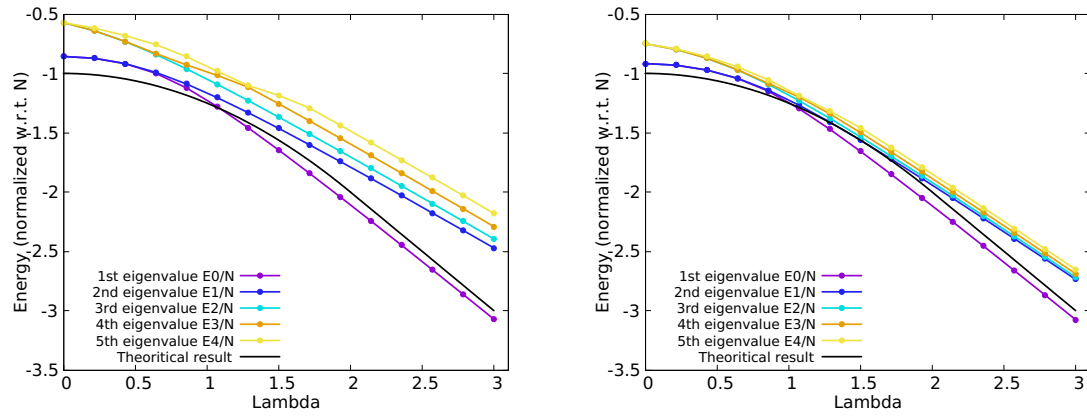 -0.5
-1
-1.5
-2
-2.5
-3
-3.5
Energy (normalized w.r.t. N)
1st eigenvalue E0/N
2nd eigenvalue E1/N
3rd eigenvalue E2/N
4th eigenvalue E3/N
5th eigenvalue E4/N
Theoritical result
0 0.5 1 1.5 2 2.5 3
Lambda
-0.5
-1
-1.5
-2
-2.5
-3
-3.5
Energy (normalized w.r.t. N)
1st eigenvalue E0/N
2nd eigenvalue E1/N
3rd eigenvalue E2/N
4th eigenvalue E3/N
5th eigenvalue E4/N
Theoritical result
0 0.5 1 1.5 2 2.5 3
Lambda